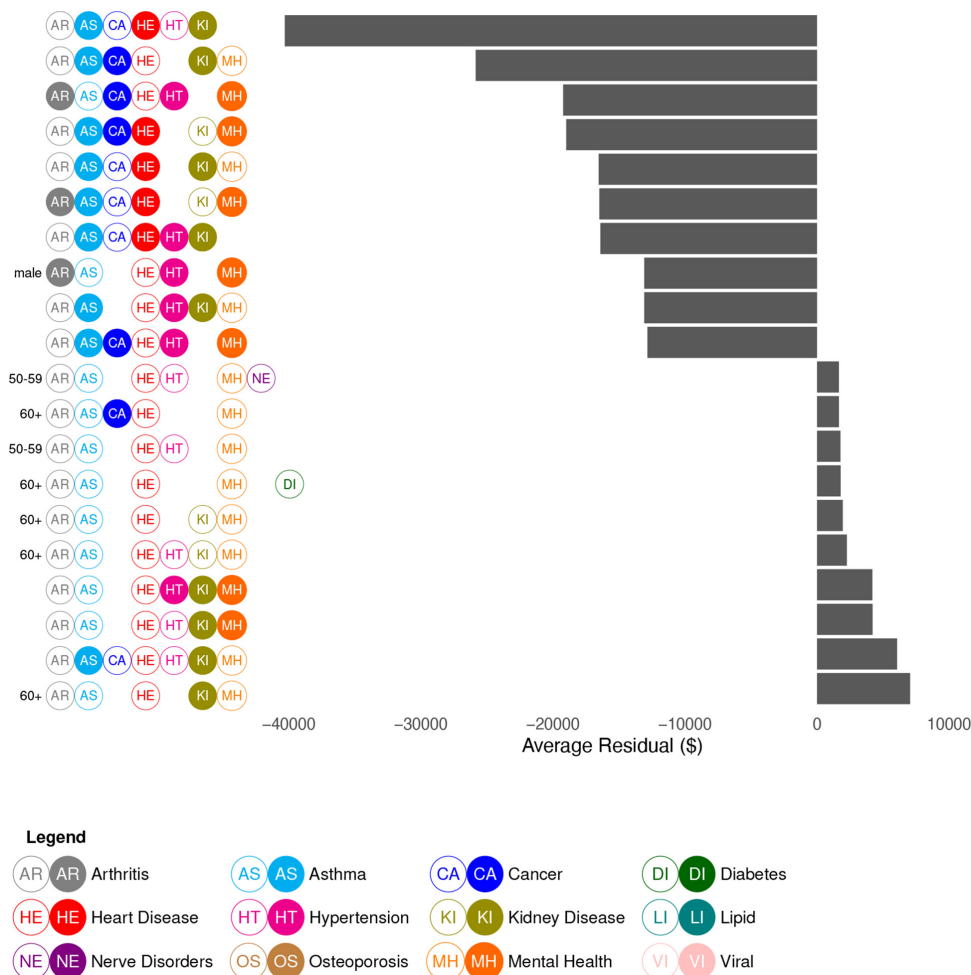 AR AS CA HE HT KI
AR AS CA HE KI MH
AR AS CA HE HT MH
AR AS CA HE KI MH
AR AS CA HE KI MH
AR AS CA HE KI MH
AR AS CA HE HT KI
male AR AS HE HT MH
AR AS HE HT KI MH
AR AS CA HE HT MH
50-59 AR AS HE HT MH NE
60+ AR AS CA HE MH
50-59 AR AS HE HT MH
60+ AR AS HE MH DI
60+ AR AS HE KI MH
60+ AR AS HE HT KI MH
AR AS HE HT KI MH
AR AS HE HT KI MH
AR AS CA HE HT KI MH
60+ AR AS HE KI MH
−40000 −30000 −20000 −10000 0 10000
Average Residual ($)
Legend
AR AR Arthritis AS AS Asthma CA CA Cancer DI DI Diabetes
HE HE Heart Disease HT HT Hypertension KI KI Kidney Disease LI LI Lipid
NE NE Nerve Disorders OS OS Osteoporosis MH MH Mental Health VI VI Viral